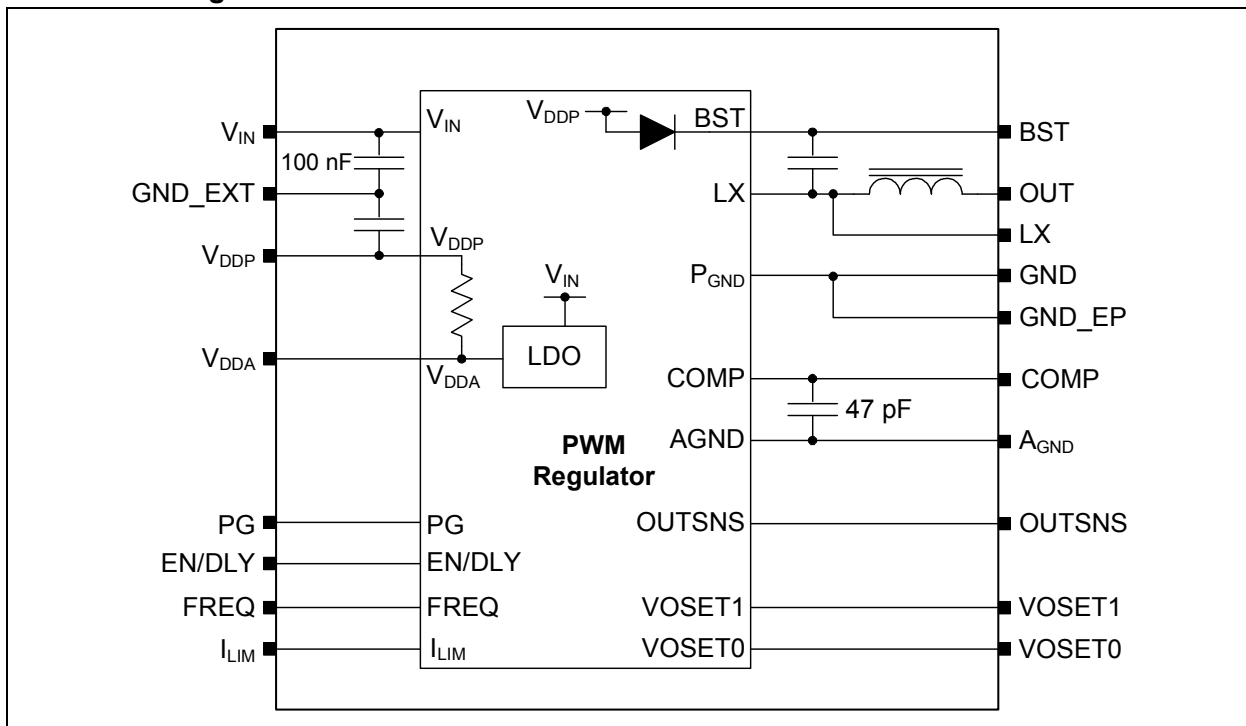 V_IN
GND_EXT
V_DDP
V_DDA
PG
EN/DLY
FREQ
I_LIM
100 nF
V_IN
V_DDP
V_DDA
V_IN
LDO
V_DDP
PWM
Regulator
PG
EN/DLY
FREQ
I_LIM
BST
LX
P_GND
COMP
AGND
OUTSNS
VOSET1
VOSET0
47 pF
BST
OUT
LX
GND
GND_EP
COMP
A_GND
OUTSNS
VOSET1
VOSET0